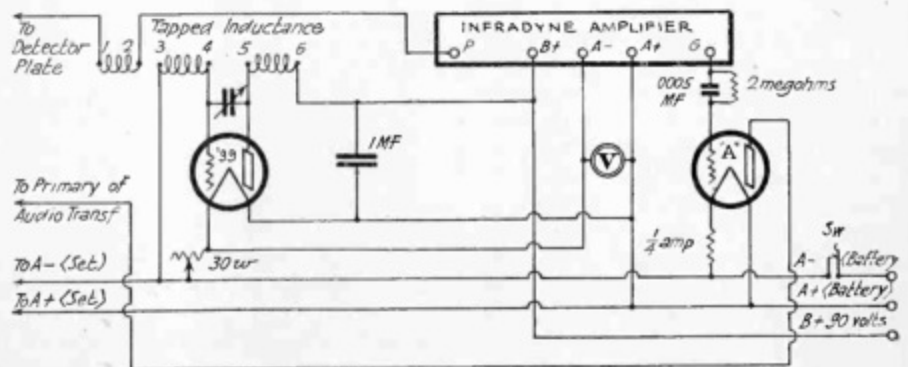 To
Detector
Plate
Tapped Inductance
1 2 3 4 5 6
INFRADYNE AMPLIFIER
P B+ A- A+ G
.0005
MF
2 megohms
'99
1MF
V
"A"
To Primary of
Audio Transf
30 ω
1/4 amp
Sw
To A- (Set)
A- (Battery
To A+ (Set)
A+ (Battery)
B+ 90 volts